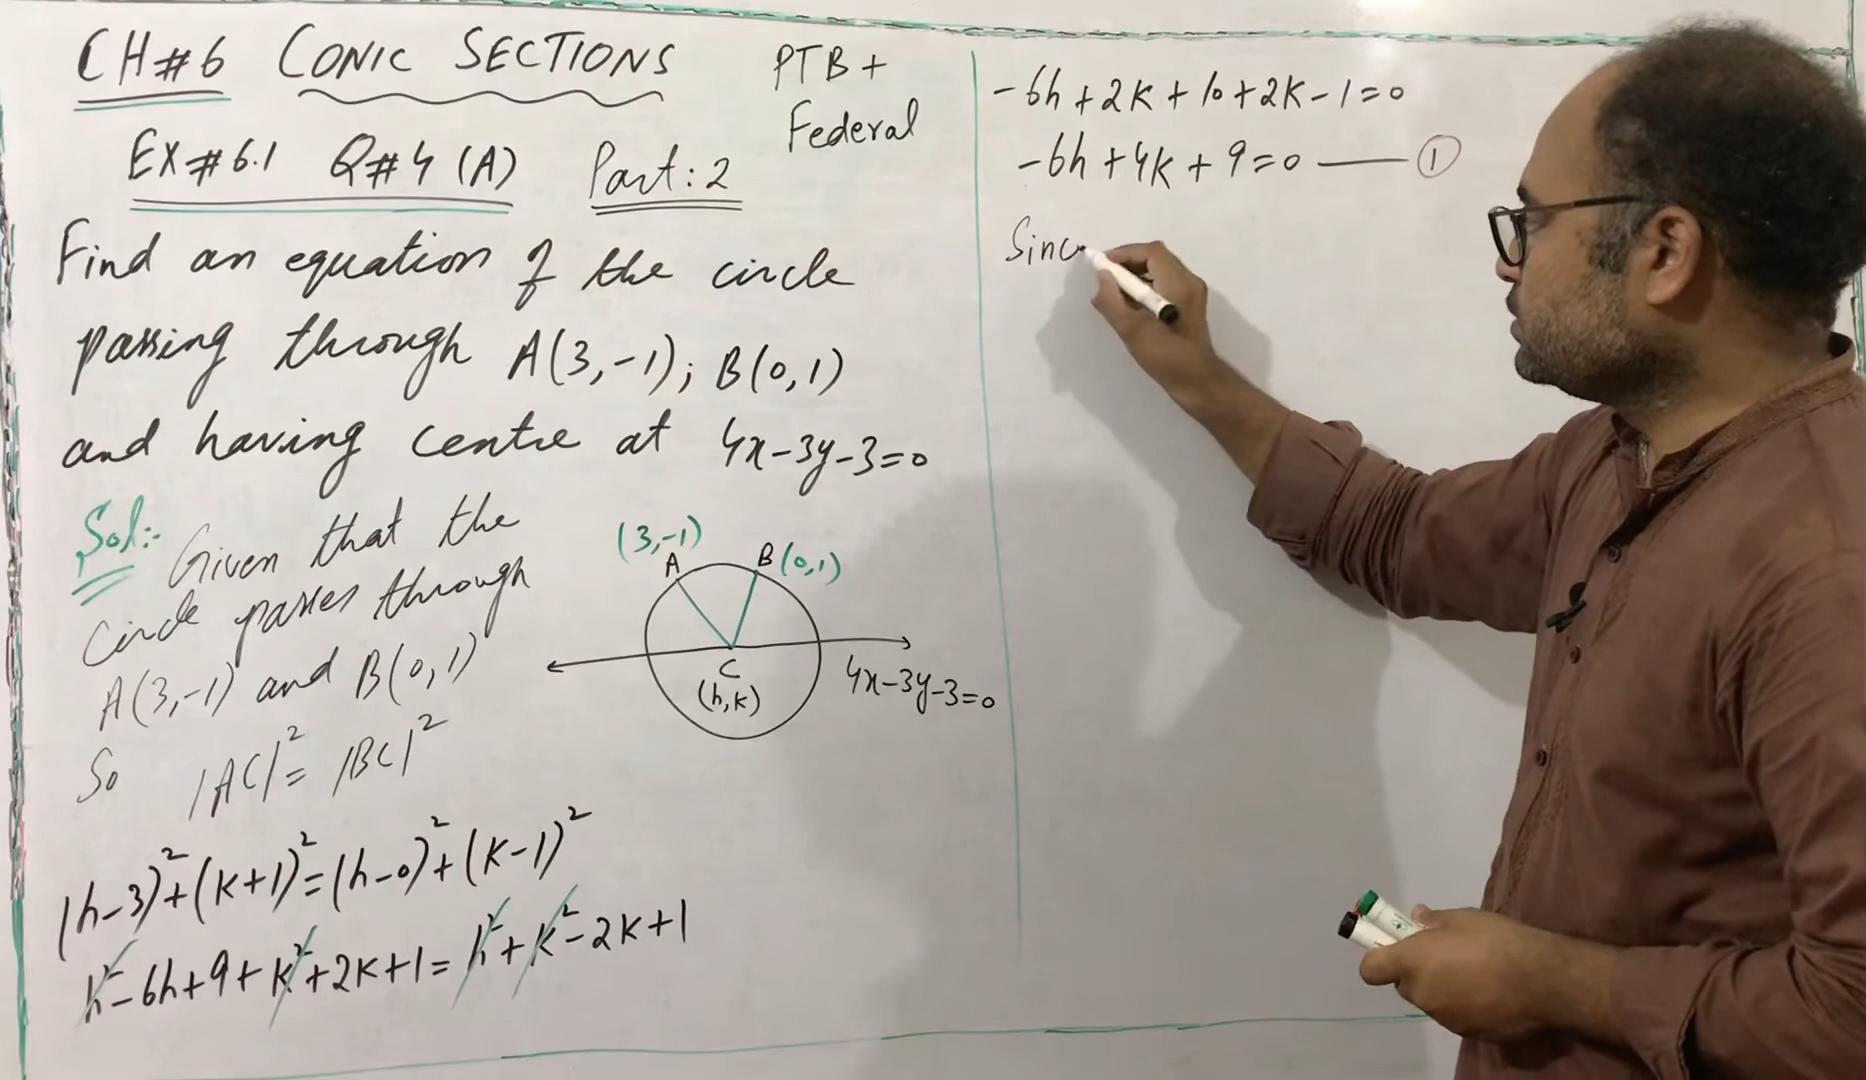 CH#6 CONIC SECTIONS
PTB +
Federal
EX#6.1 Q#4 (A) Part:2
Find an equation of the circle
passing through A(3,-1); B(0,1)
and having centre at 4x-3y-3=0
Sol:- Given that the
circle passes through
A(3,-1) and B(0,1)
So |AC|²=|BC|²
(h-3)²+(k+1)²=(h-0)²+(k-1)²
h²-6h+9+k²+2k+1=h²+k²-2k+1
(3,-1)
A
B(0,1)
C
(h,k)
4x-3y-3=0
-6h+2k+10+2k-1=0
-6h+4k+9=0 —— ①
Sinc